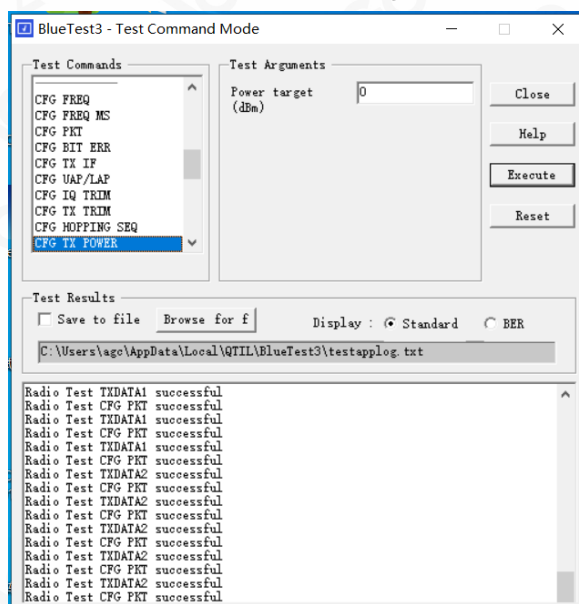 BlueTest3 - Test Command Mode
Test Commands
CFG FREQ
CFG FREQ MS
CFG PKT
CFG BIT ERR
CFG TX IF
CFG UAP/LAP
CFG IQ TRIM
CFG TX TRIM
CFG HOPPING SEQ
CFG TX POWER
Test Arguments
Power target
(dBm)
0
Close
Help
Execute
Reset
Test Results
Save to file
Browse for f
Display :
Standard
BER
C:\Users\agc\AppData\Local\QTIL\BlueTest3\testapplog.txt
Radio Test TXDATA1 successful
Radio Test CFG PKT successful
Radio Test TXDATA1 successful
Radio Test CFG PKT successful
Radio Test TXDATA1 successful
Radio Test CFG PKT successful
Radio Test TXDATA2 successful
Radio Test CFG PKT successful
Radio Test TXDATA2 successful
Radio Test CFG PKT successful
Radio Test TXDATA2 successful
Radio Test CFG PKT successful
Radio Test TXDATA2 successful
Radio Test CFG PKT successful
Radio Test TXDATA2 successful
Radio Test CFG PKT successful